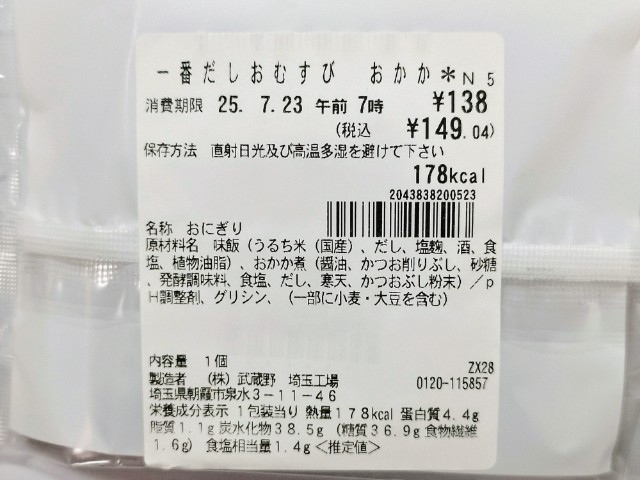 一番だしおむすび おかか＊N5
消費期限 25. 7.23 午前 7時 ¥138
(税込 ¥149.04)
保存方法 直射日光及び高温多湿を避けて下さい
178kcal
2043838200523
名称 おにぎり
原材料名 味飯（うるち米（国産）、だし、塩麹、酒、食
塩、植物油脂）、おかか煮（醤油、かつお削りぶし、砂糖
、発酵調味料、食塩、だし、寒天、かつおぶし粉末）／p
H調整剤、グリシン、（一部に小麦・大豆を含む）
内容量 1個
ZX28
製造者 （株）武蔵野 埼玉工場 0120-115857
埼玉県朝霞市泉水3-11-46
栄養成分表示 1包装当り 熱量178kcal 蛋白質4.4g
脂質1.1g 炭水化物38.5g （糖質36.9g 食物繊維
1.6g） 食塩相当量1.4g <推定値>